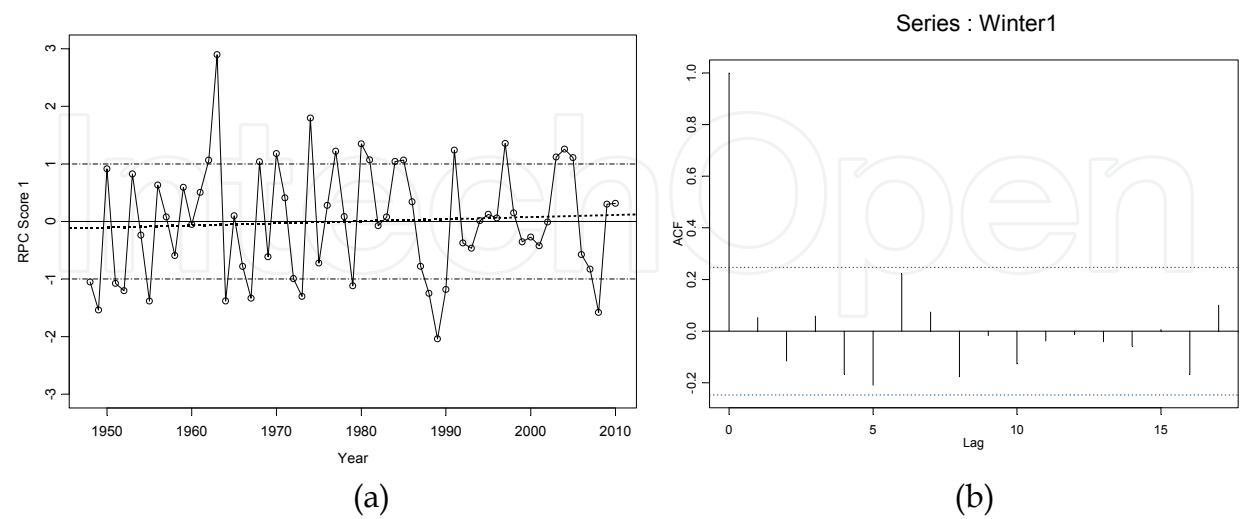 Series : Winter1
3
2
1
0
-1
-2
-3
RPC Score 1
1950 1960 1970 1980 1990 2000 2010
Year
(a)
1.0
0.8
0.6
0.4
0.2
0.0
-0.2
ACF
0 5 10 15
Lag
(b)
IntechOpen